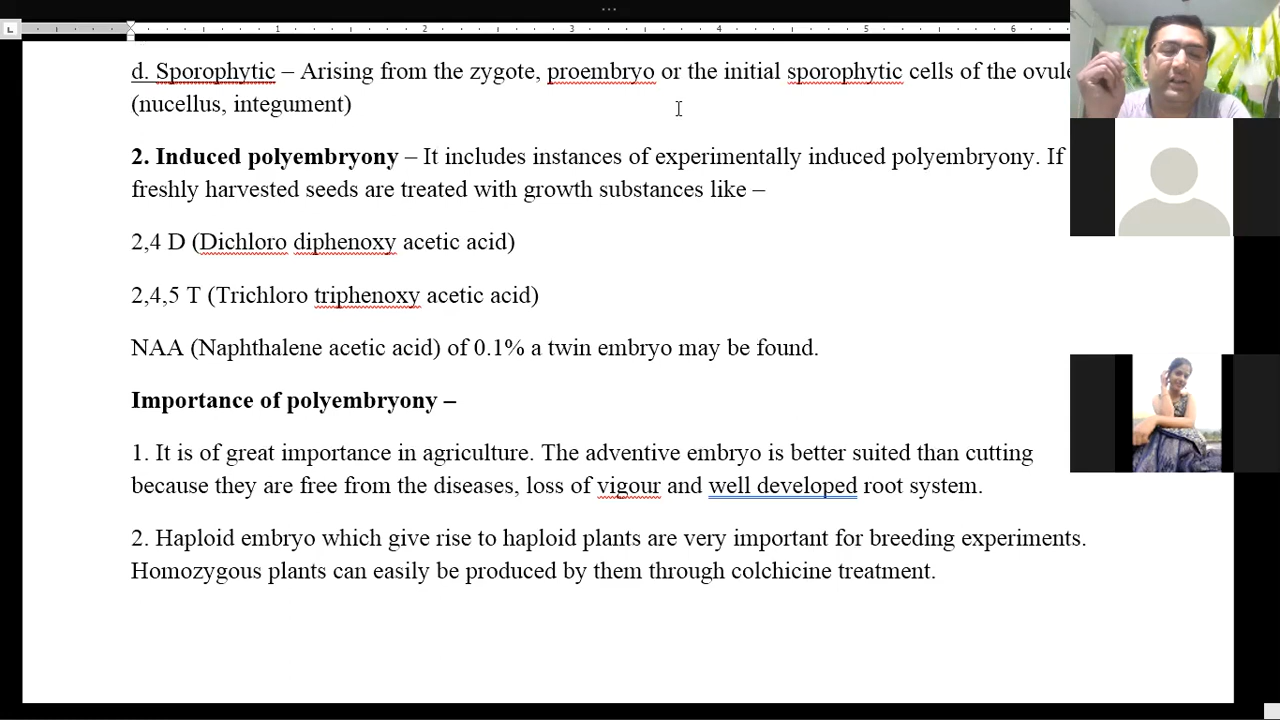 1 2 3 4 5 6
d. Sporophytic – Arising from the zygote, proembryo or the initial sporophytic cells of the ovule
(nucellus, integument)
2. Induced polyembryony – It includes instances of experimentally induced polyembryony. If
freshly harvested seeds are treated with growth substances like –
2,4 D (Dichloro diphenoxy acetic acid)
2,4,5 T (Trichloro triphenoxy acetic acid)
NAA (Naphthalene acetic acid) of 0.1% a twin embryo may be found.
Importance of polyembryony –
1. It is of great importance in agriculture. The adventive embryo is better suited than cutting
because they are free from the diseases, loss of vigour and well developed root system.
2. Haploid embryo which give rise to haploid plants are very important for breeding experiments.
Homozygous plants can easily be produced by them through colchicine treatment.